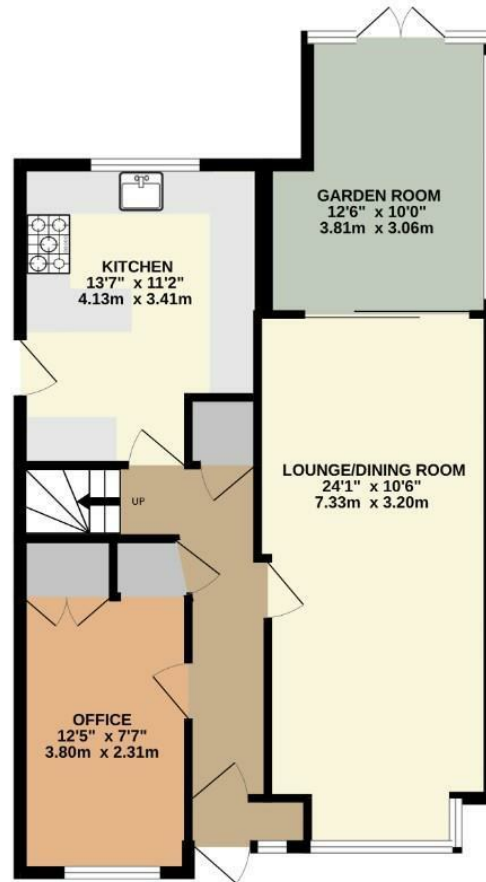 GARDEN ROOM
12'6" x 10'0"
3.81m x 3.06m
KITCHEN
13'7" x 11'2"
4.13m x 3.41m
LOUNGE/DINING ROOM
24'1" x 10'6"
7.33m x 3.20m
UP
OFFICE
12'5" x 7'7"
3.80m x 2.31m